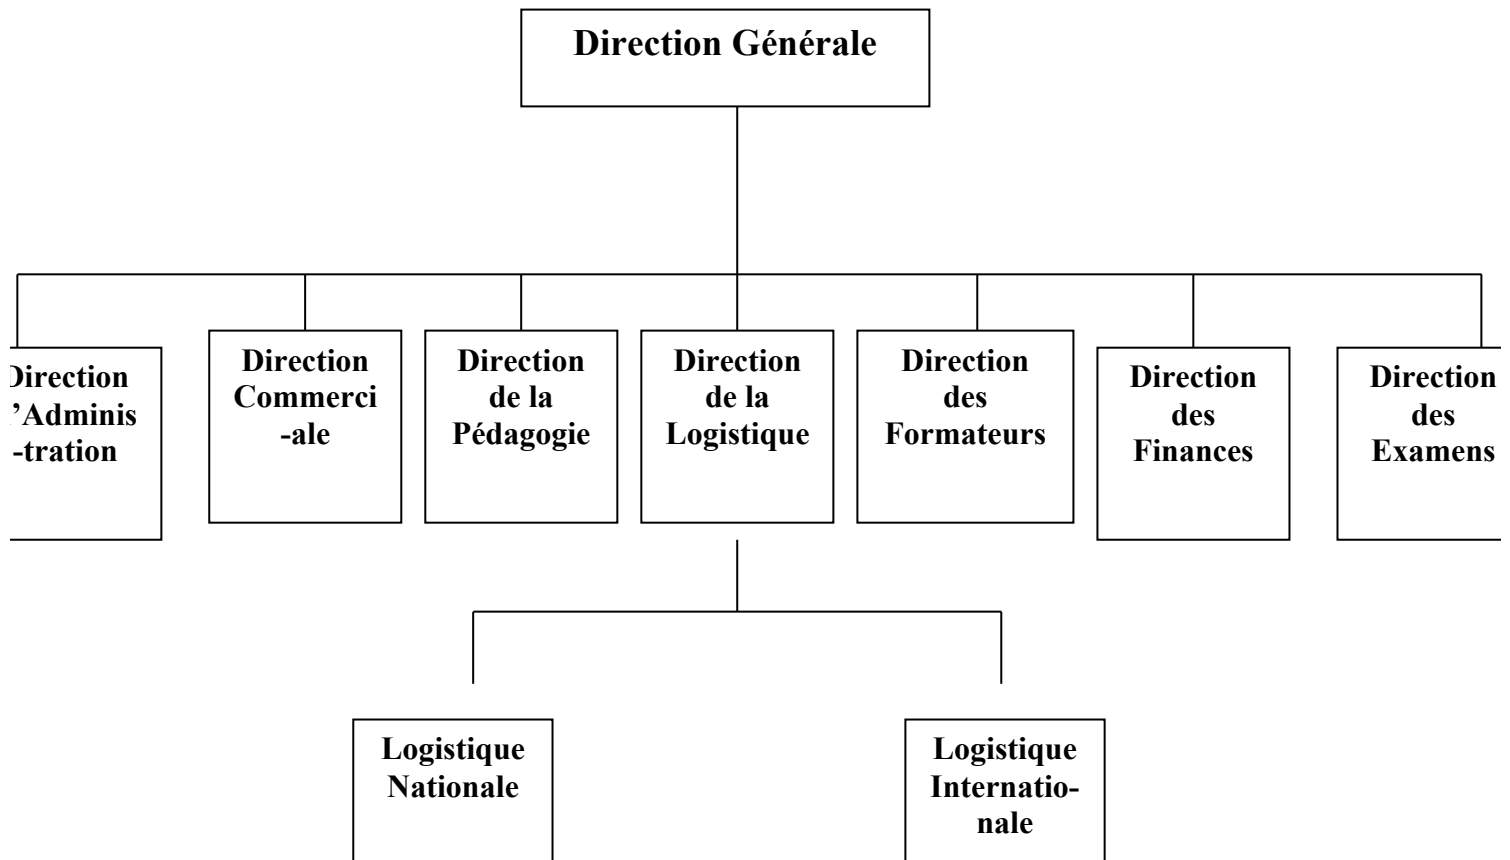 Direction Générale
Direction
’Adminis
-tration
Direction
Commerci
-ale
Direction
de la
Pédagogie
Direction
de la
Logistique
Direction
des
Formateurs
Direction
des
Finances
Direction
des
Examens
Logistique
Nationale
Logistique
Internatio-
nale